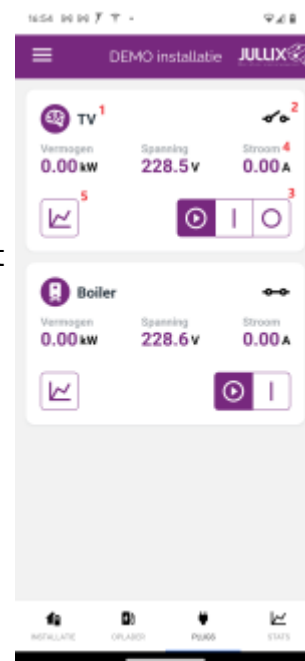 16:54
DEMO installatie JULLIX
TV 1 2
Vermogen Spanning Stroom 4
0.00 kW 228.5 V 0.00 A
5 3
Boiler
Vermogen Spanning Stroom
0.00 kW 228.6 V 0.00 A
INSTALLATIE OPLADER PLUGS STATS